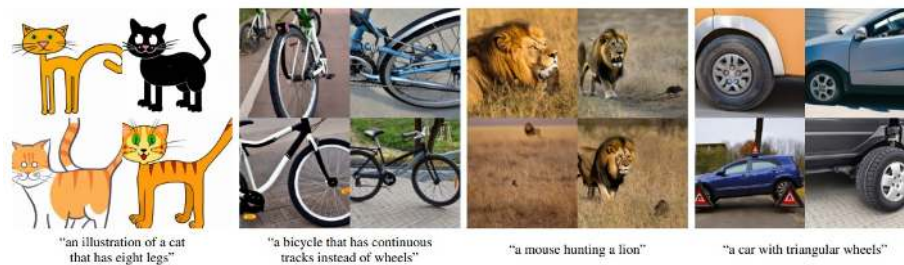 “an illustration of a cat
that has eight legs”
“a bicycle that has continuous
tracks instead of wheels”
“a mouse hunting a lion”
“a car with triangular wheels”